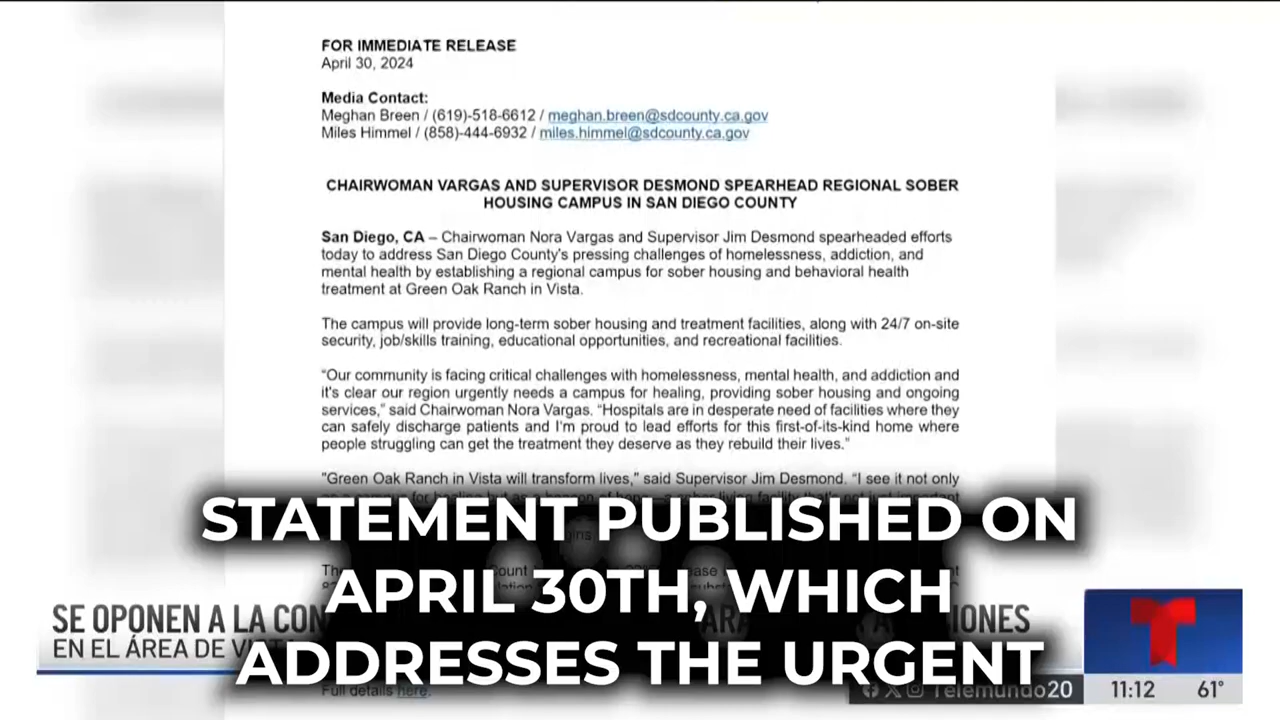 FOR IMMEDIATE RELEASE
April 30, 2024
Media Contact:
Meghan Breen / (619)-518-6612 / meghan.breen@sdcounty.ca.gov
Miles Himmel / (858)-444-6932 / miles.himmel@sdcounty.ca.gov
CHAIRWOMAN VARGAS AND SUPERVISOR DESMOND SPEARHEAD REGIONAL SOBER
HOUSING CAMPUS IN SAN DIEGO COUNTY
San Diego, CA – Chairwoman Nora Vargas and Supervisor Jim Desmond spearheaded efforts
today to address San Diego County's pressing challenges of homelessness, addiction, and
mental health by establishing a regional campus for sober housing and behavioral health
treatment at Green Oak Ranch in Vista.
The campus will provide long-term sober housing and treatment facilities, along with 24/7 on-site
security, job/skills training, educational opportunities, and recreational facilities.
“Our community is facing critical challenges with homelessness, mental health, and addiction and
it's clear our region urgently needs a campus for healing, providing sober housing and ongoing
services,” said Chairwoman Nora Vargas. “Hospitals are in desperate need of facilities where they
can safely discharge patients and I'm proud to lead efforts for this first-of-its-kind home where
people struggling can get the treatment they deserve as they rebuild their lives.”
"Green Oak Ranch in Vista will transform lives,” said Supervisor Jim Desmond. “I see it not only
STATEMENT PUBLISHED ON
APRIL 30TH, WHICH
ADDRESSES THE URGENT
SE OPONEN A LA
EN EL ÁREA DE
Full details here.
Telemundo20
11:12 61°